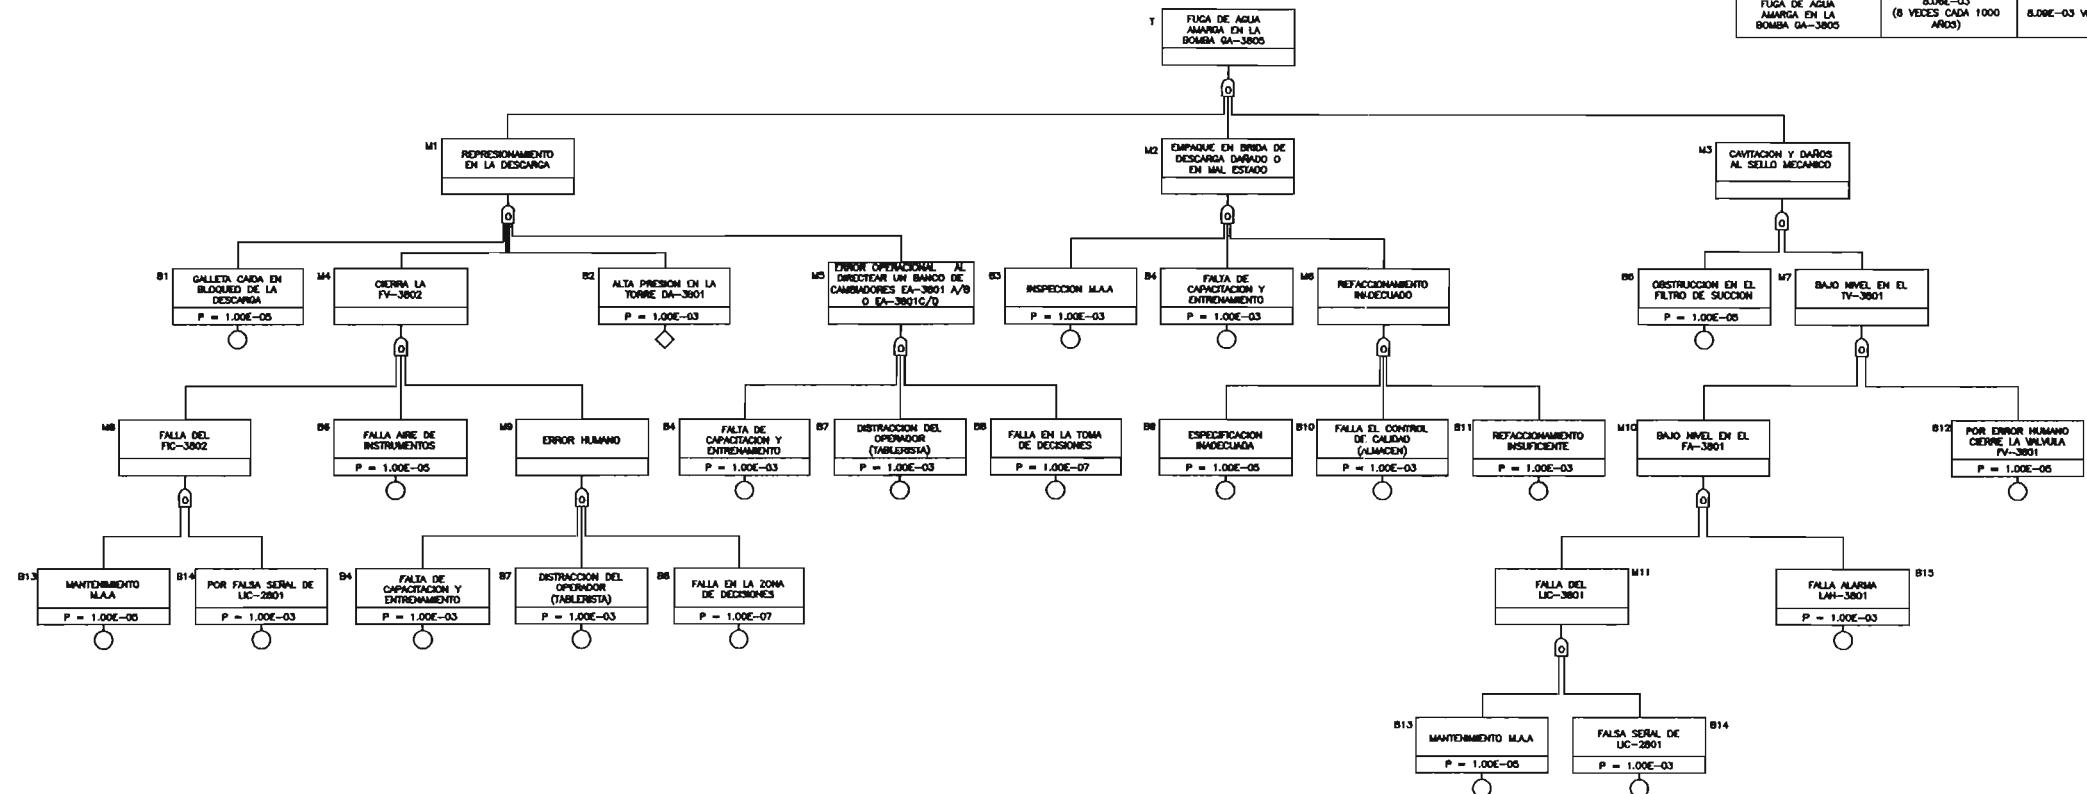 T
FUGA DE AGUA
AMARGA EN LA
BOMBA GA-3805
FUGA DE AGUA
AMARGA EN LA
BOMBA GA-3805
8.08E-03
(8 VECES CADA 1000
AÑOS)
M1
REPRESIONAMIENTO
EN LA DESCARGA
M2
EMPAQUE EN BRIDA DE
DESCARGA DAÑADO O
EN MAL ESTADO
M3
CAVITACION Y DAÑOS
AL SELLO MECANICO
B1
GALLETA CAIDA EN
BLOQUEO DE LA
DESCARGA
P = 1.00E-05
M4
CIERRA LA
FV-3802
B2
ALTA PRESION EN LA
TORRE DA-3801
P = 1.00E-03
M5
ERROR OPERACIONAL AL
DIRECTEAR UN BANCO DE
CAMBIADORES EA-3801 A/B
O EA-3801C/D
B3
INSPECCION M.A.A
P = 1.00E-03
B4
FALTA DE
CAPACITACION Y
ENTRENAMIENTO
P = 1.00E-03
M6
REFACCIONAMIENTO
INADECUADO
B5
OBSTRUCCION EN EL
FILTRO DE SUCCION
P = 1.00E-05
M7
BAJO NIVEL EN EL
TV-3801
M8
FALLA DEL
FIC-3802
B6
FALLA AIRE DE
INSTRUMENTOS
P = 1.00E-05
M9
ERROR HUMANO
B4
FALTA DE
CAPACITACION Y
ENTRENAMIENTO
P = 1.00E-03
B7
DISTRACCION DEL
OPERADOR
(TABLERISTA)
P = 1.00E-03
B8
FALLA EN LA TOMA
DE DECISIONES
P = 1.00E-07
B9
ESPECIFICACION
INADECUADA
P = 1.00E-05
B10
FALLA EL CONTROL
DE CALIDAD
(ALMACEN)
P = 1.00E-03
B11
REFACCIONAMIENTO
INSUFICIENTE
P = 1.00E-03
M10
BAJO NIVEL EN EL
FA-3801
B12
POR ERROR HUMANO
CIERRE LA VALVULA
FV-3801
P = 1.00E-05
B13
MANTENIMIENTO
M.A.A
P = 1.00E-05
B14
POR FALSA SEÑAL DE
LIC-2801
P = 1.00E-03
B4
FALTA DE
CAPACITACION Y
ENTRENAMIENTO
P = 1.00E-03
B7
DISTRACCION DEL
OPERADOR
(TABLERISTA)
P = 1.00E-03
B8
FALLA EN LA ZONA
DE DECISIONES
P = 1.00E-07
M11
FALLA DEL
LIC-3801
B15
FALLA ALARMA
LAH-3801
P = 1.00E-03
B13
MANTENIMIENTO M.A.A
P = 1.00E-05
B14
FALSA SEÑAL DE
LIC-2801
P = 1.00E-03